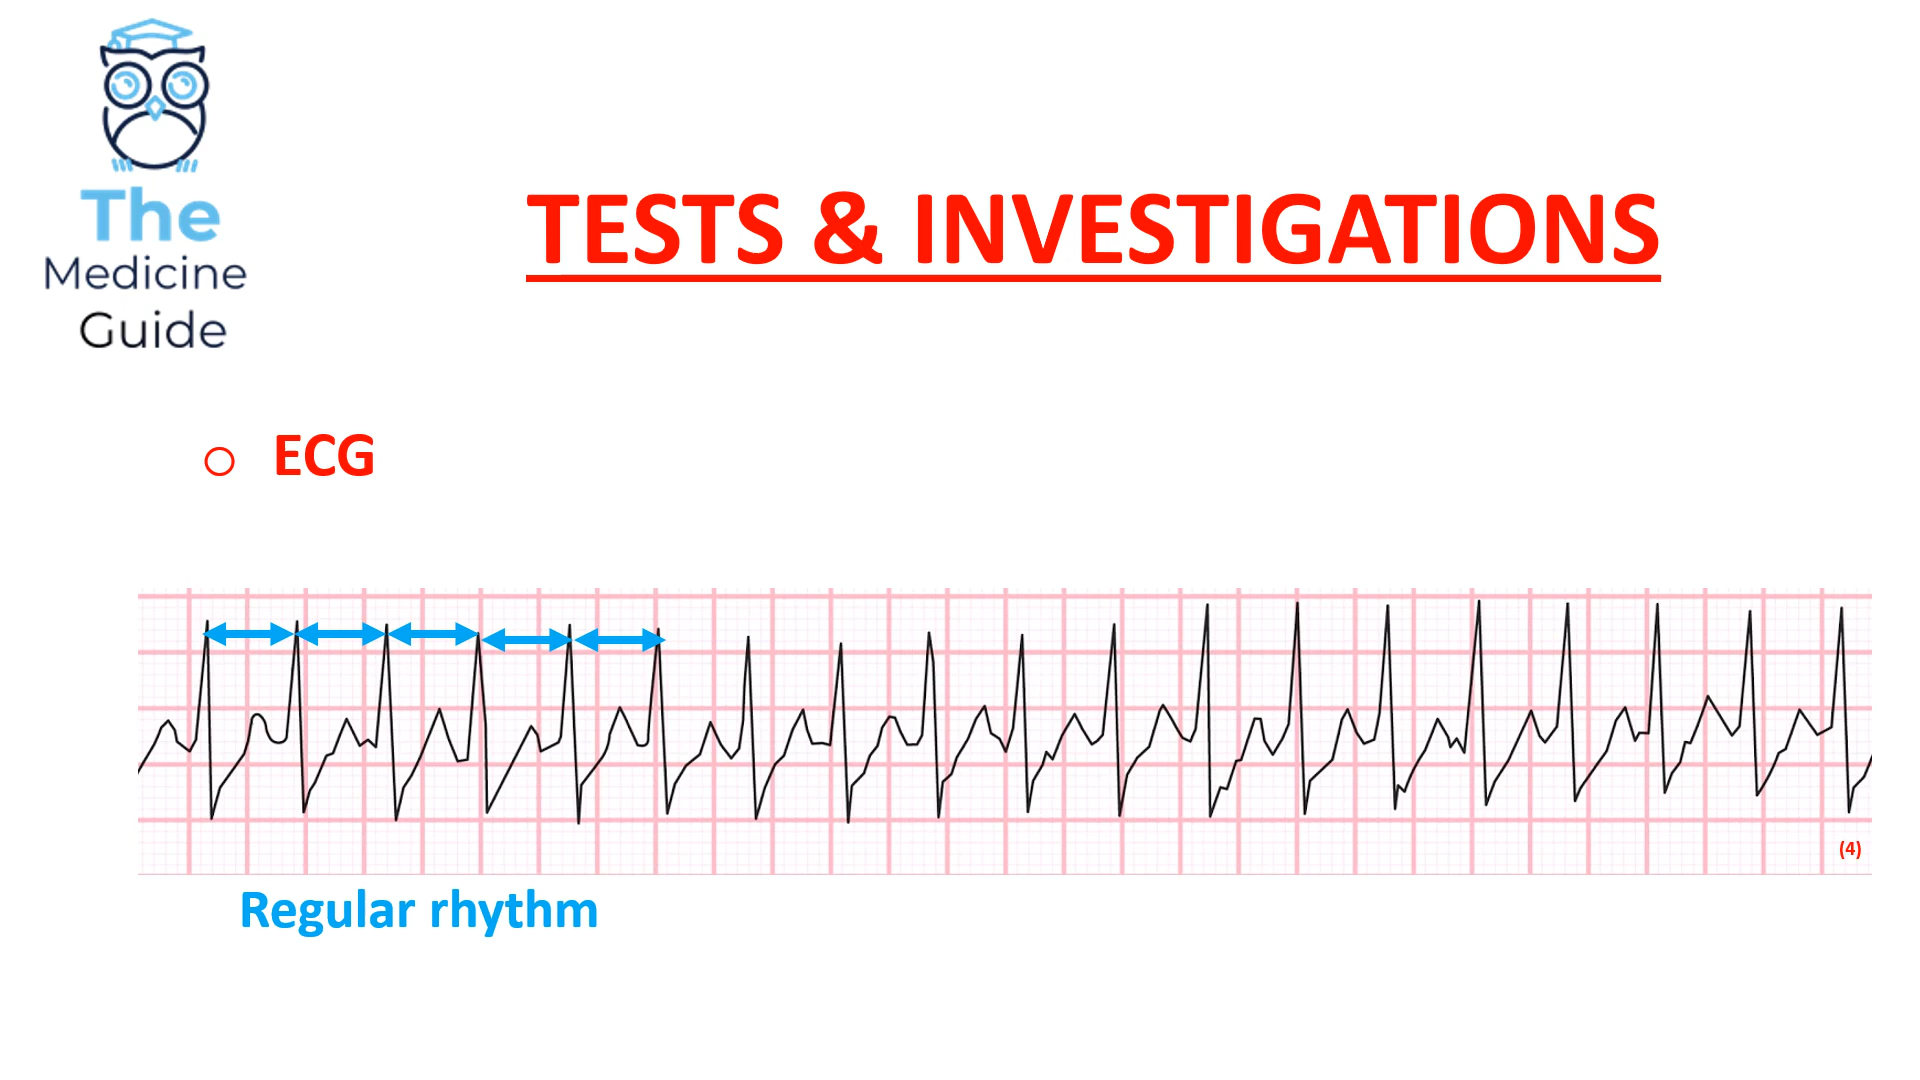 The
Medicine
Guide
TESTS & INVESTIGATIONS
ECG
(4)
Regular rhythm